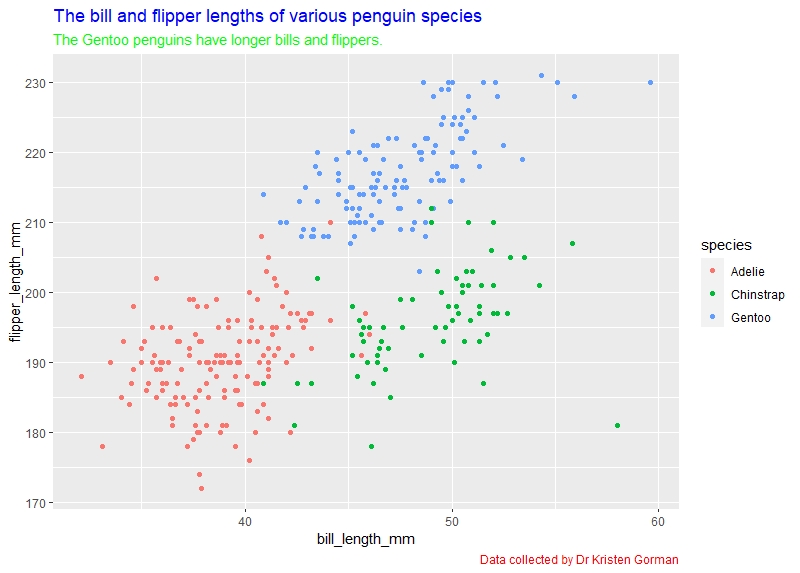 The bill and flipper lengths of various penguin species
The Gentoo penguins have longer bills and flippers.
230
220
210
200
190
180
170
flipper_length_mm
40
50
60
bill_length_mm
species
Adelie
Chinstrap
Gentoo
Data collected by Dr Kristen Gorman